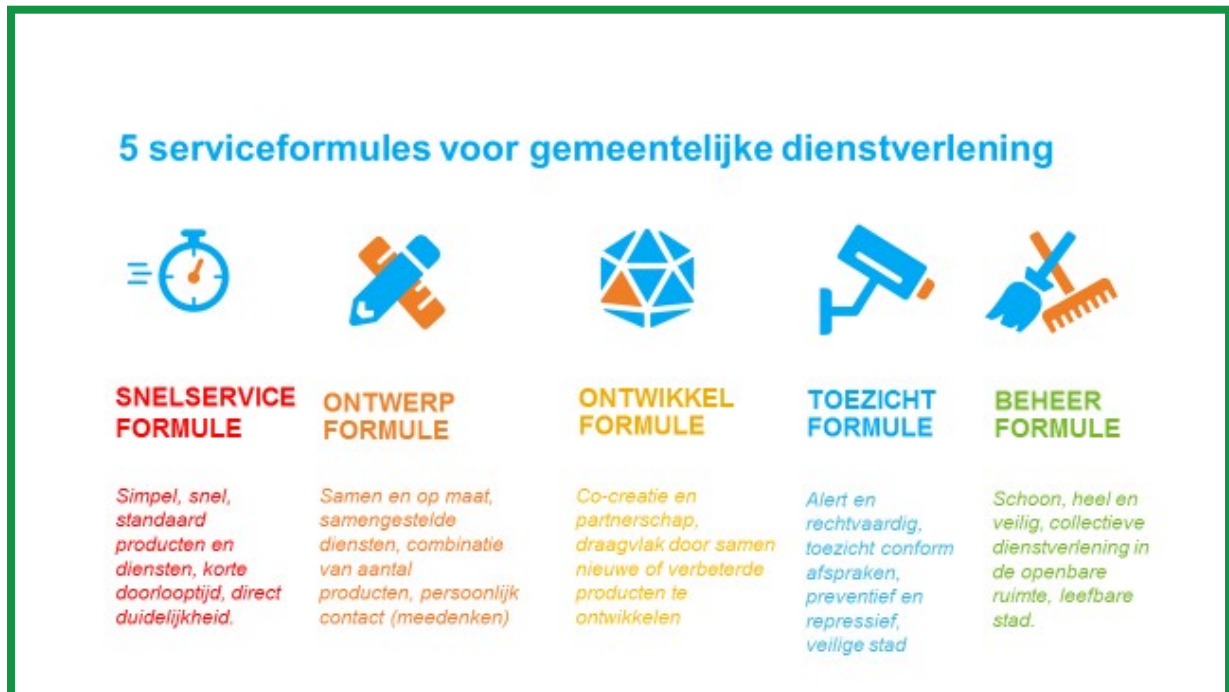 5 serviceformules voor gemeentelijke dienstverlening
SNELSERVICE
FORMULE
Simpel, snel,
standaard
producten en
diensten, korte
doorlooptijd, direct
duidelijkheid.
ONTWERP
FORMULE
Samen en op maat,
samengestelde
diensten, combinatie
van aantal
producten, persoonlijk
contact (meedenken)
ONTWIKKEL
FORMULE
Co-creatie en
partnerschap,
draagvlak door samen
nieuwe of verbeterde
producten te
ontwikkelen
TOEZICHT
FORMULE
Alert en
rechtvaardig,
toezicht conform
afspraken,
preventief en
repressief,
veilige stad
BEHEER
FORMULE
Schoon, heel en
veilig, collectieve
dienstverlening in
de openbare
ruimte, leefbare
stad.